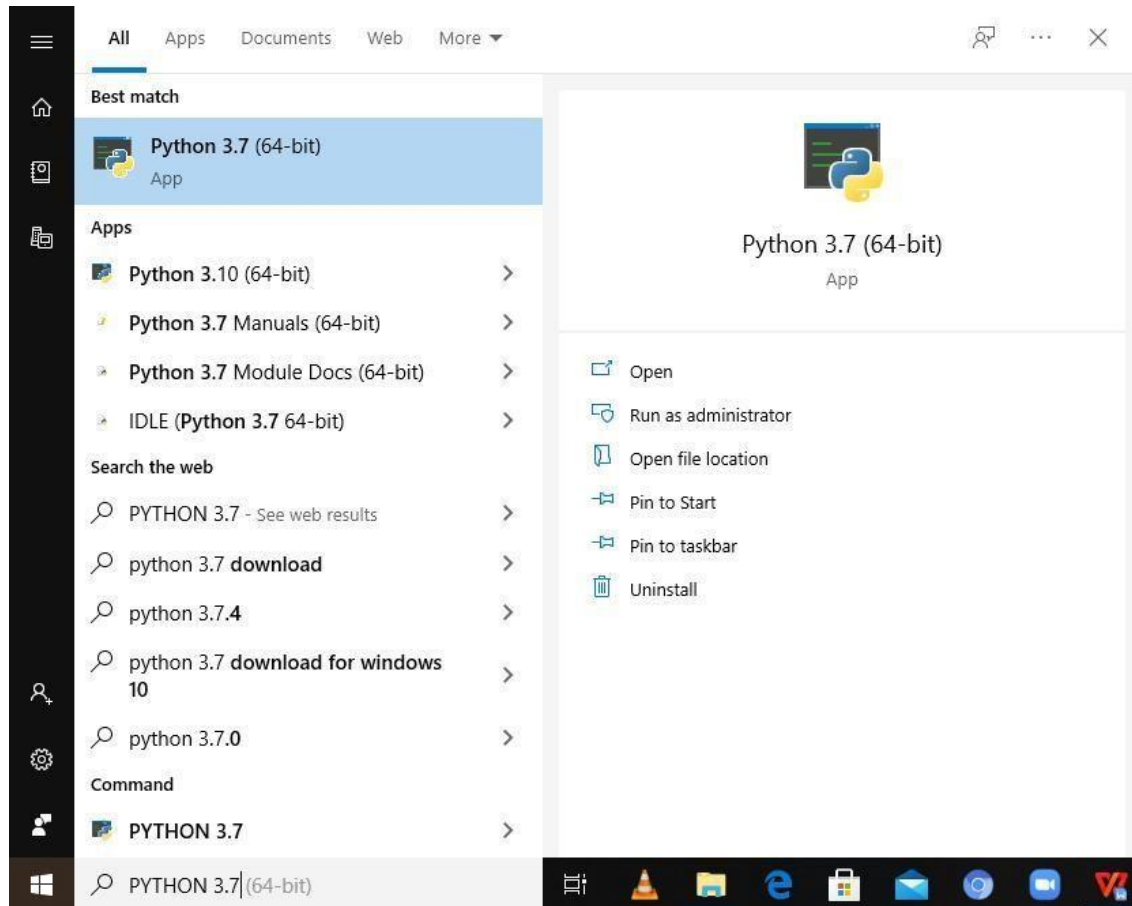 All Apps Documents Web More
Best match
Python 3.7 (64-bit)
App
Apps
Python 3.10 (64-bit)
Python 3.7 Manuals (64-bit)
Python 3.7 Module Docs (64-bit)
IDLE (Python 3.7 64-bit)
Search the web
PYTHON 3.7 - See web results
python 3.7 download
python 3.7.4
python 3.7 download for windows
10
python 3.7.0
Command
PYTHON 3.7
PYTHON 3.7 (64-bit)
Python 3.7 (64-bit)
App
Open
Run as administrator
Open file location
Pin to Start
Pin to taskbar
Uninstall